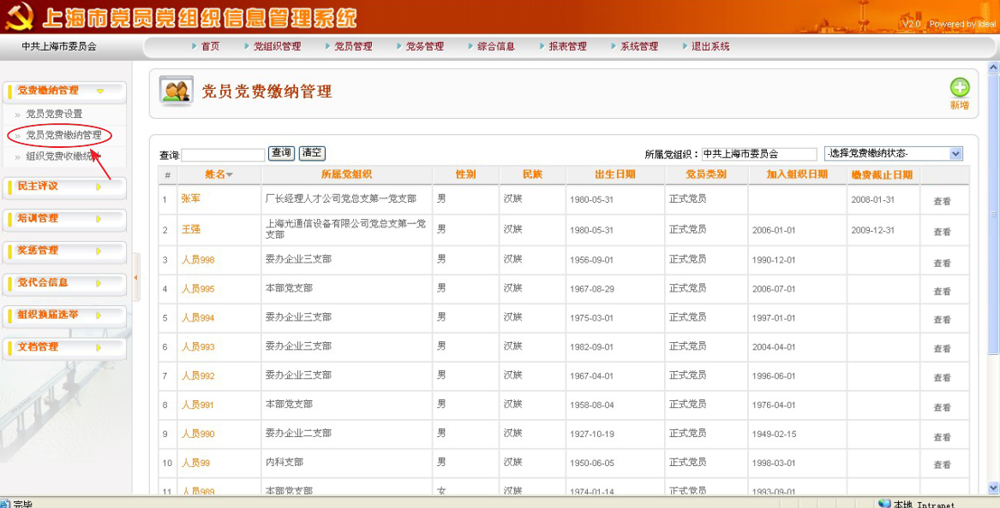 上海市党员党组织信息管理系统
V2.0 Powered by Ideal
中共上海市委员会 首页 党组织管理 党员管理 党务管理 综合信息 报表管理 系统管理 退出系统
党费缴纳管理
» 党员党费设置
» 党员党费缴纳管理
» 组织党费收缴统计
民主评议
培训管理
奖惩管理
党代会信息
组织换届选举
文档管理
党员党费缴纳管理
新增
查询: 查询 清空 所属党组织: 中共上海市委员会 -选择党费缴纳状态-
# 姓名 所属党组织 性别 民族 出生日期 党员类别 加入组织日期 缴费截止日期
1 张军 厂长经理人才公司党总支第一党支部 男 汉族 1980-05-31 正式党员 2008-01-31 查看
2 王强 上海光通信设备有限公司党总支第一党 男 汉族 1980-05-31 正式党员 2006-01-01 2009-12-31 查看
支部
3 人员998 委办企业三支部 男 汉族 1956-09-01 正式党员 1990-12-01 查看
4 人员995 本部党支部 男 汉族 1967-08-29 正式党员 2006-07-01 查看
5 人员994 委办企业三支部 男 汉族 1975-03-01 正式党员 1997-01-01 查看
6 人员993 委办企业三支部 男 汉族 1982-09-01 正式党员 2004-04-01 查看
7 人员992 委办企业三支部 男 汉族 1967-04-01 正式党员 1996-06-01 查看
8 人员991 本部党支部 男 汉族 1958-08-04 正式党员 1976-04-01 查看
9 人员990 委办企业二支部 男 汉族 1927-10-19 正式党员 1949-02-15 查看
10 人员99 内科支部 男 汉族 1950-06-05 正式党员 1998-03-01 查看
11 人员989 本部党支部 女 汉族 1974-01-14 正式党员 1993-09-01
完毕 本地 Intranet